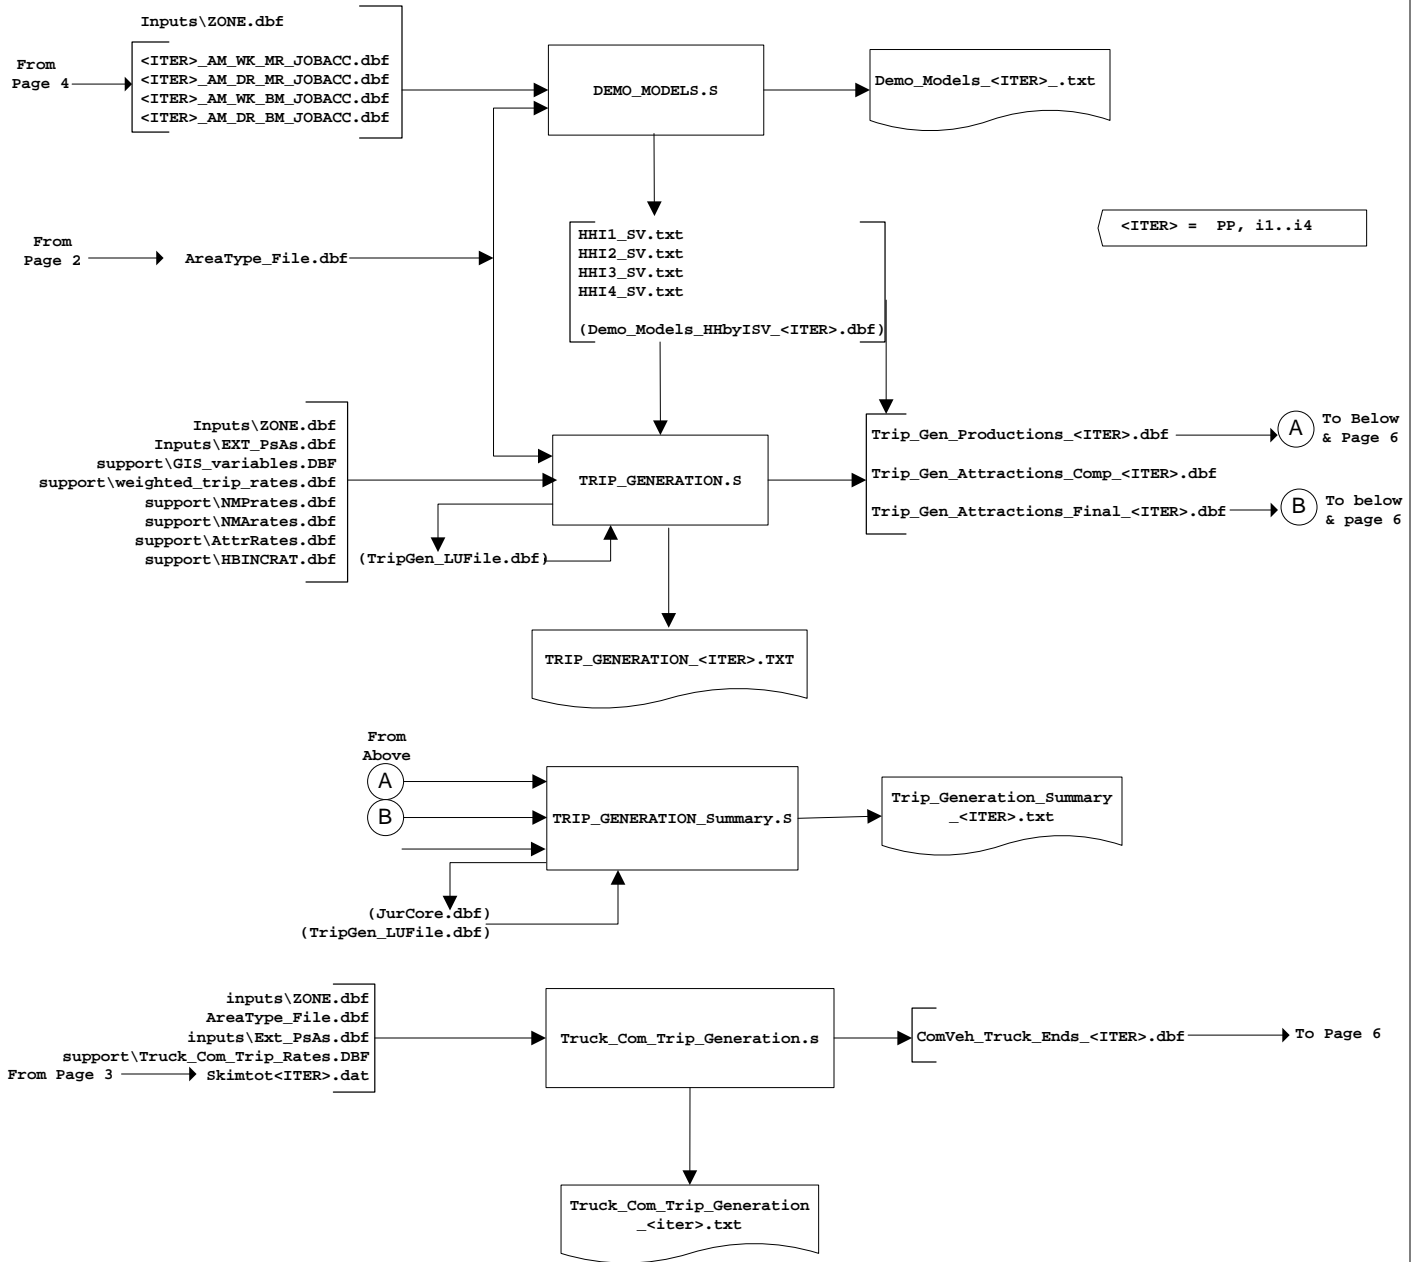 Inputs\ZONE.dbf
From
Page 4
<ITER>_AM_WK_MR_JOBACC.dbf
<ITER>_AM_DR_MR_JOBACC.dbf
<ITER>_AM_WK_BM_JOBACC.dbf
<ITER>_AM_DR_BM_JOBACC.dbf
DEMO_MODELS.S
Demo_Models_<ITER>_.txt
<ITER> = PP, i1..i4
From
Page 2
AreaType_File.dbf
HHI1_SV.txt
HHI2_SV.txt
HHI3_SV.txt
HHI4_SV.txt
(Demo_Models_HHbyISV_<ITER>.dbf)
Inputs\ZONE.dbf
Inputs\EXT_PsAs.dbf
support\GIS_variables.DBF
support\weighted_trip_rates.dbf
support\NMPrates.dbf
support\NMArates.dbf
support\AttrRates.dbf
support\HBINCRAT.dbf
(TripGen_LUFile.dbf)
TRIP_GENERATION.S
Trip_Gen_Productions_<ITER>.dbf
Trip_Gen_Attractions_Comp_<ITER>.dbf
Trip_Gen_Attractions_Final_<ITER>.dbf
A
To Below
& Page 6
B
To below
& page 6
TRIP_GENERATION_<ITER>.TXT
From
Above
A
B
TRIP_GENERATION_Summary.S
Trip_Generation_Summary
_<ITER>.txt
(JurCore.dbf)
(TripGen_LUFile.dbf)
inputs\ZONE.dbf
AreaType_File.dbf
inputs\Ext_PsAs.dbf
support\Truck_Com_Trip_Rates.DBF
From Page 3
Skimtot<ITER>.dat
Truck_Com_Trip_Generation.s
ComVeh_Truck_Ends_<ITER>.dbf
To Page 6
Truck_Com_Trip_Generation
_<iter>.txt